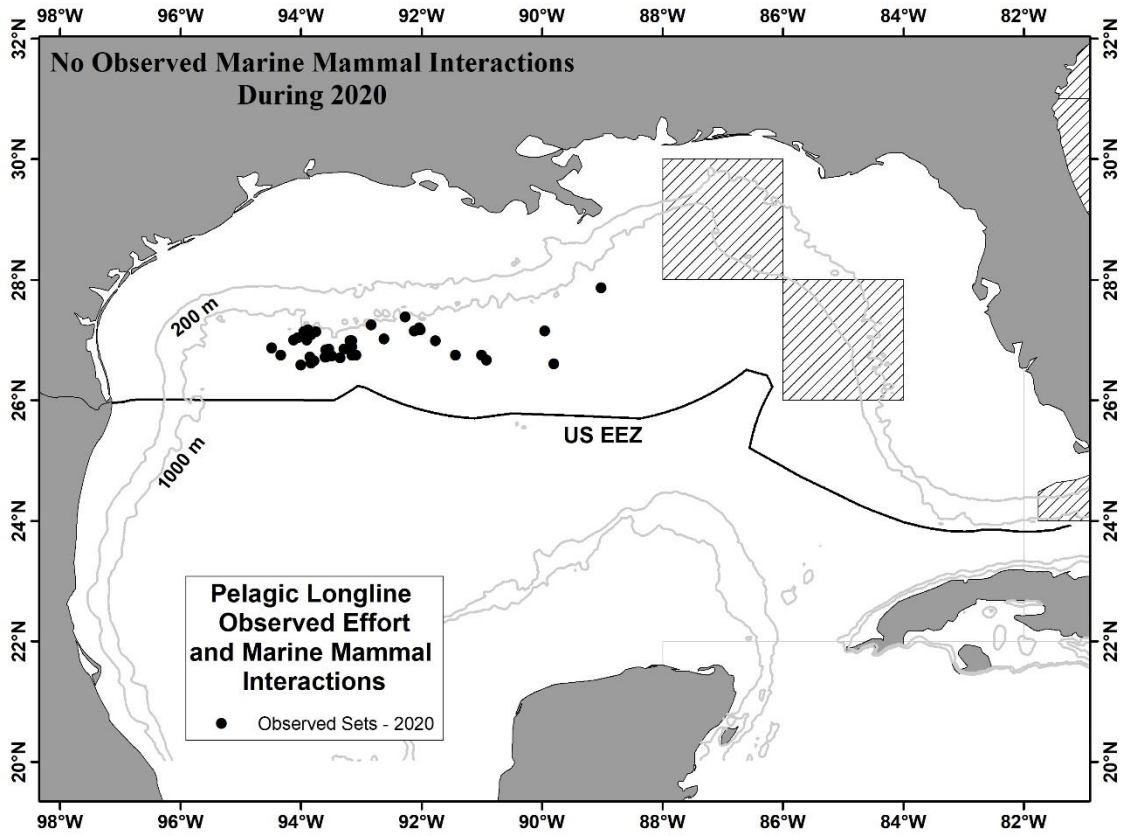 98°W 96°W 94°W 92°W 90°W 88°W 86°W 84°W 82°W
32°N 32°N
No Observed Marine Mammal Interactions
During 2020
30°N 30°N
28°N 28°N
200 m
26°N 26°N
US EEZ
1000 m
24°N 24°N
Pelagic Longline
Observed Effort
and Marine Mammal
Interactions
Observed Sets - 2020
22°N 22°N
20°N 20°N
98°W 96°W 94°W 92°W 90°W 88°W 86°W 84°W 82°W